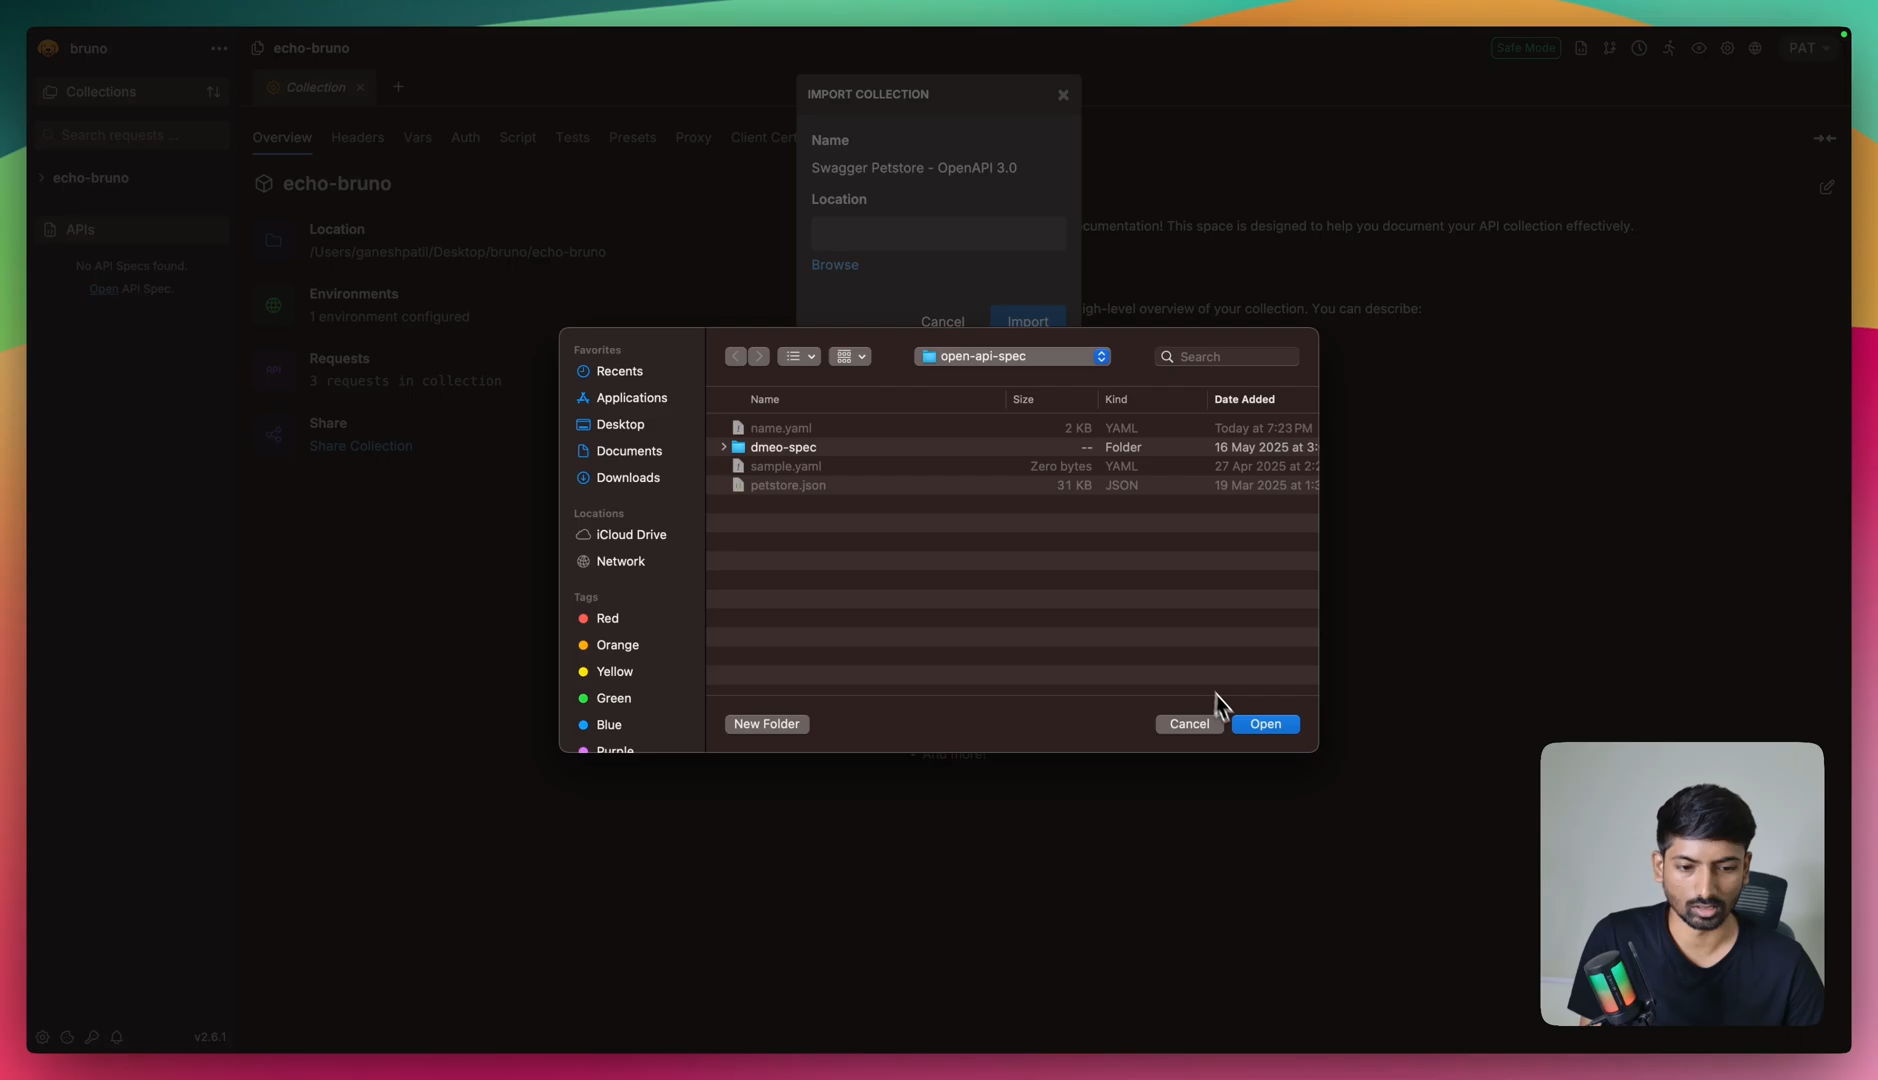 bruno
echo-bruno
Safe Mode
PAT
Collections
Collection
Search requests ...
Overview
Headers
Vars
Auth
Script
Tests
Presets
Proxy
Client Cert
echo-bruno
echo-bruno
APIs
No API Specs found.
Open API Spec.
Location
/Users/ganeshpatil/Desktop/bruno/echo-bruno
Environments
1 environment configured
Requests
API
3 requests in collection
Share
Share Collection
IMPORT COLLECTION
Name
Swagger Petstore - OpenAPI 3.0
Location
Browse
Cancel
Import
cumentation! This space is designed to help you document your API collection effectively.
igh-level overview of your collection. You can describe:
Favorites
Recents
Applications
Desktop
Documents
Downloads
Locations
iCloud Drive
Network
Tags
Red
Orange
Yellow
Green
Blue
Purple
open-api-spec
Search
Name Size Kind Date Added
name.yaml 2 KB YAML Today at 7:23 PM
dmeo-spec -- Folder 16 May 2025 at 3:
sample.yaml Zero bytes YAML 27 Apr 2025 at 2:2
petstore.json 31 KB JSON 19 Mar 2025 at 1:3
New Folder
Cancel
Open
And more!
v2.6.1